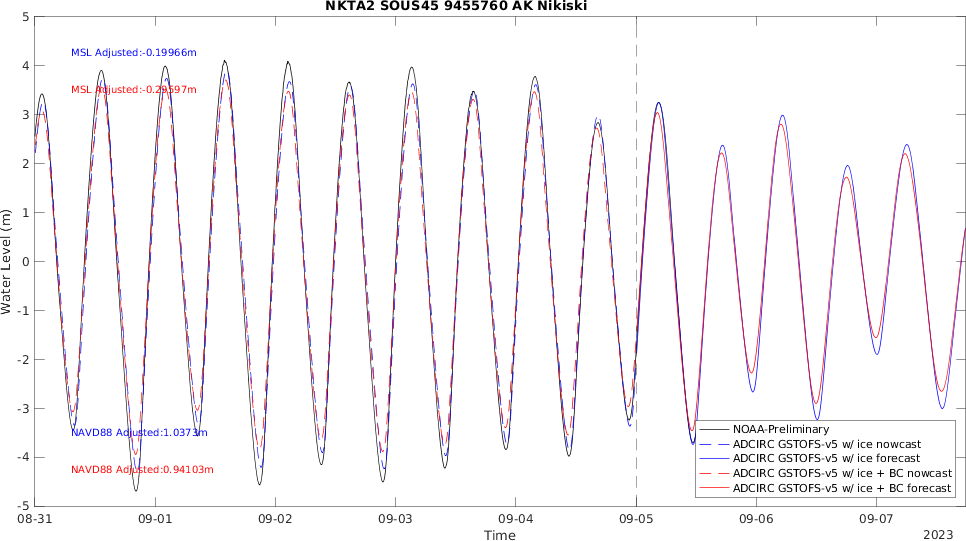 NKTA2 SOUS45 9455760 AK Nikiski
5
4
3
2
1
0
-1
-2
-3
-4
-5
Water Level (m)
MSL Adjusted:-0.19966m
MSL Adjusted:-0.29597m
NAVD88 Adjusted:1.0373m
NAVD88 Adjusted:0.94103m
NOAA-Preliminary
ADCIRC GSTOFS-v5 w/ ice nowcast
ADCIRC GSTOFS-v5 w/ ice forecast
ADCIRC GSTOFS-v5 w/ ice + BC nowcast
ADCIRC GSTOFS-v5 w/ ice + BC forecast
08-31 09-01 09-02 09-03 09-04 09-05 09-06 09-07
Time
2023